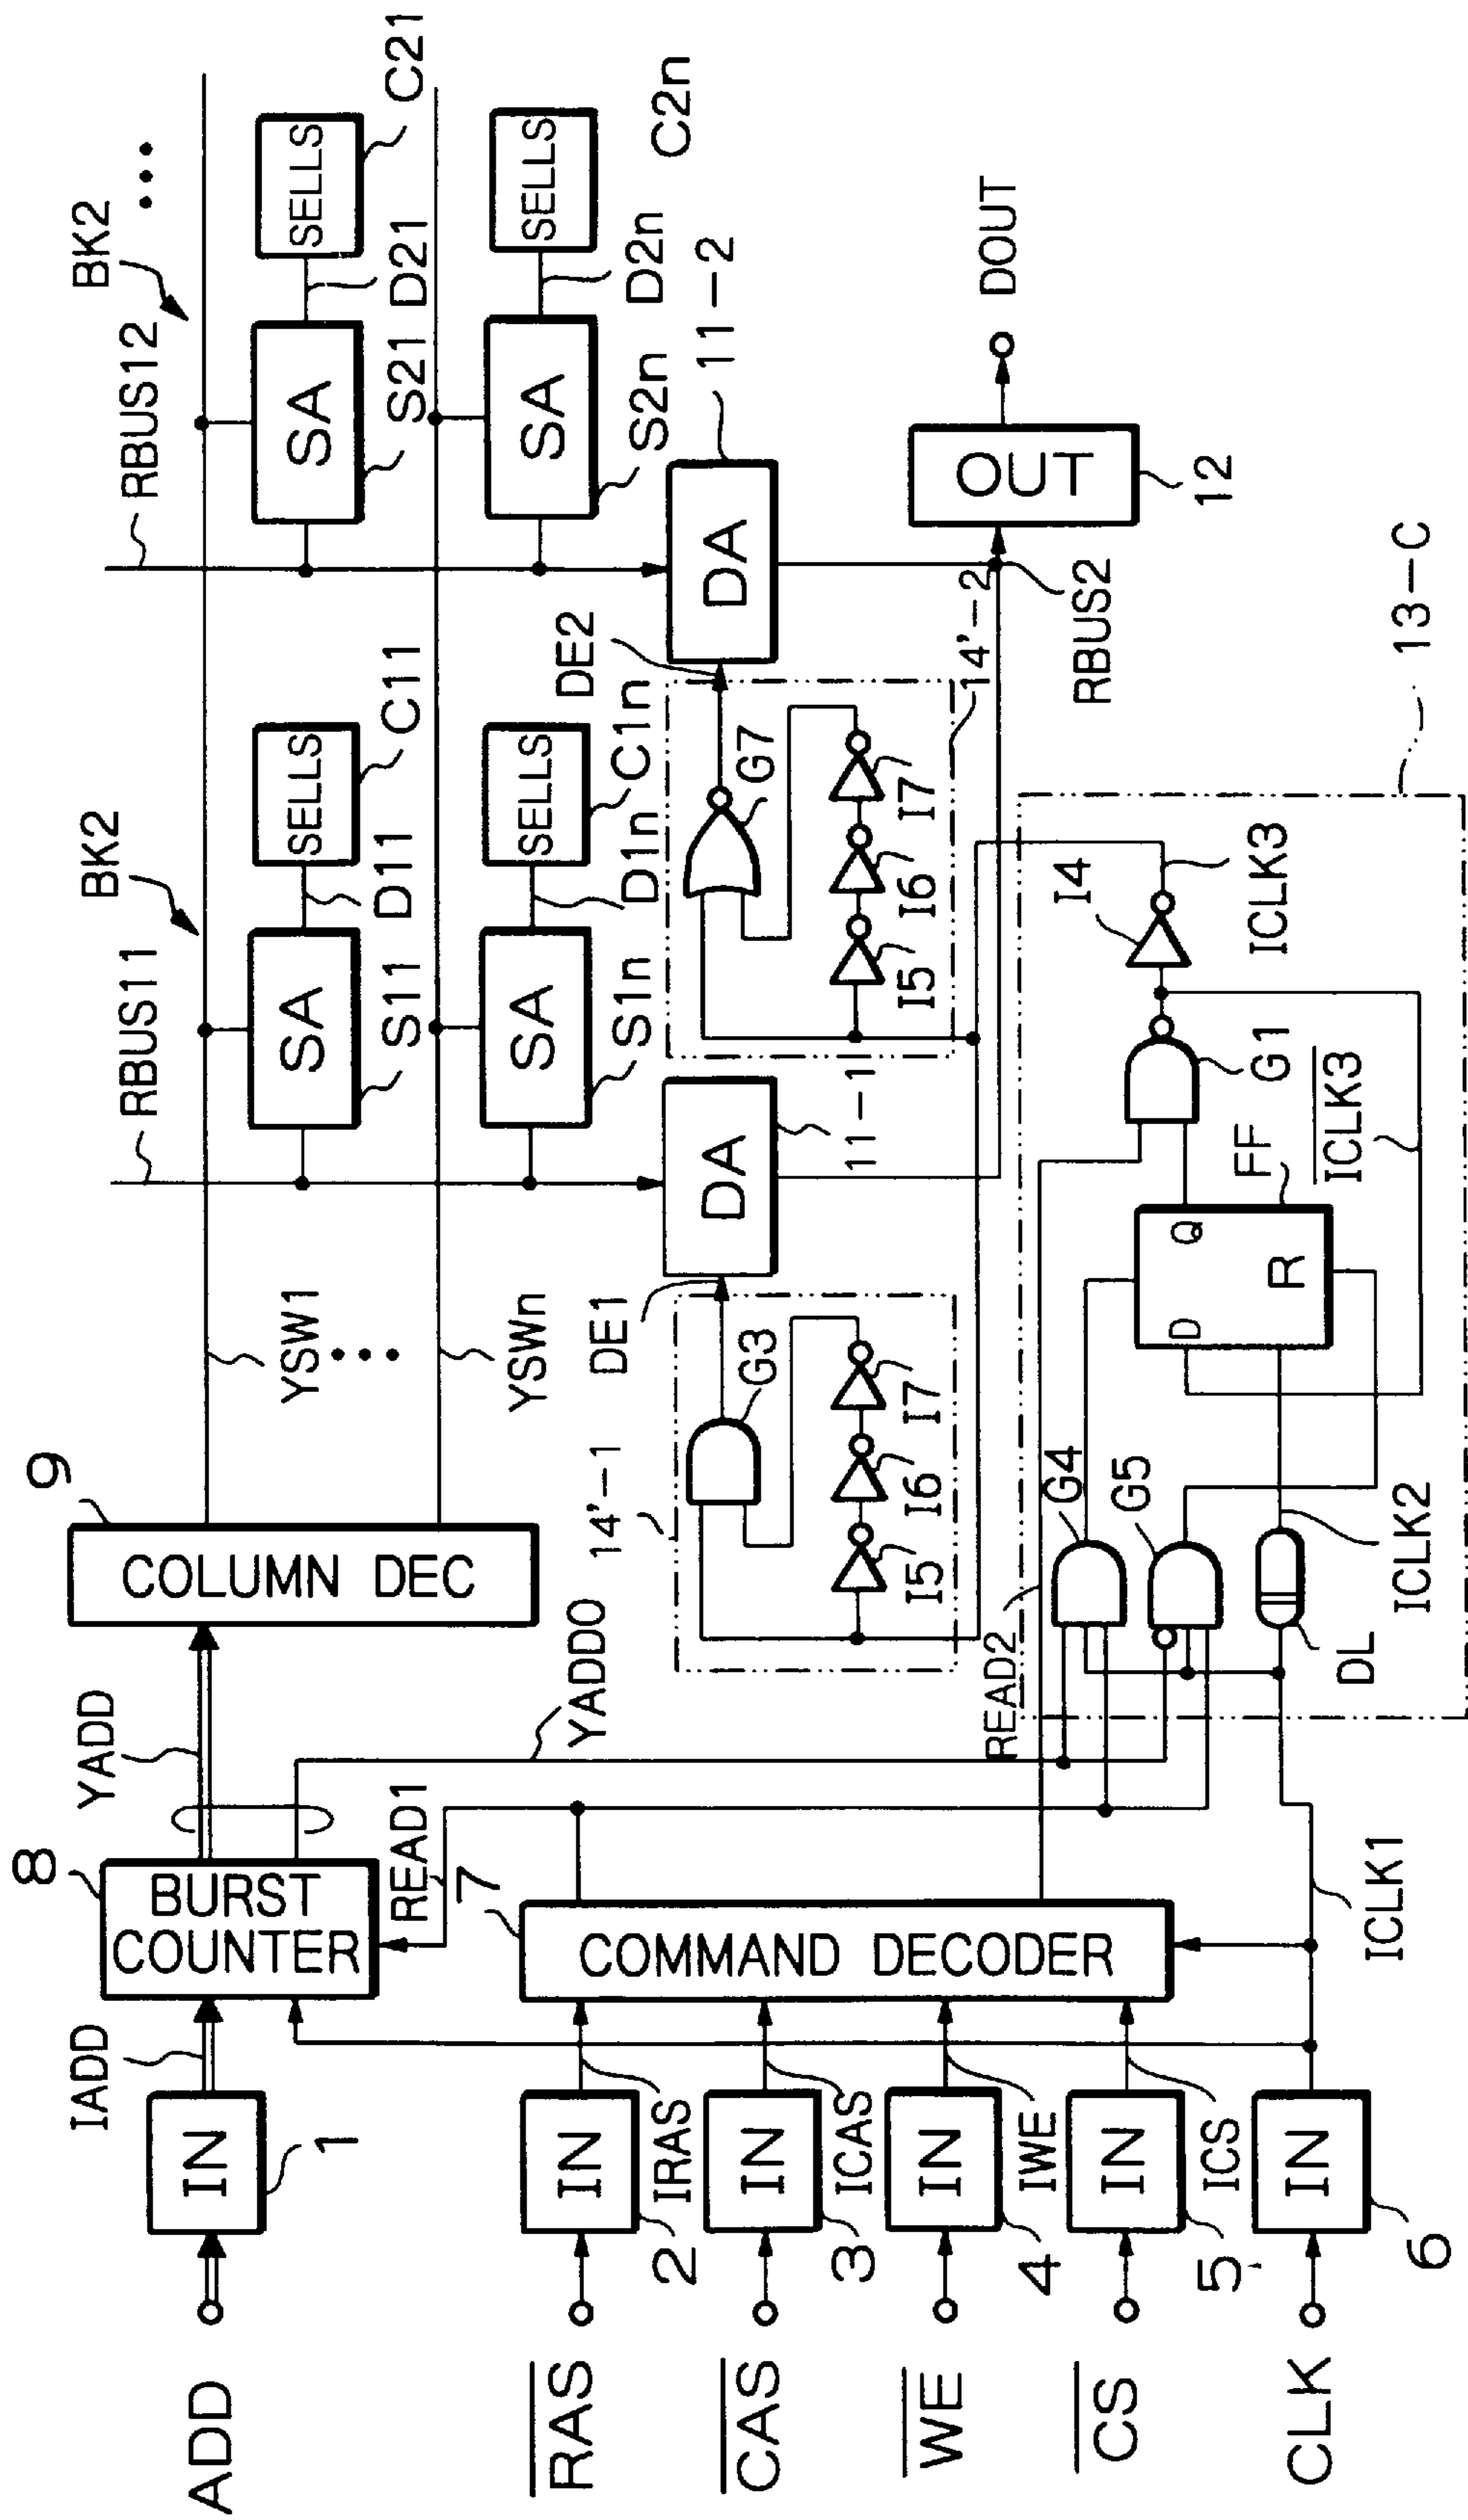 ADD
RAS
CAS
WE
CS
CLK
IN
1
IN
2
IN
3
IN
4
IN
5
IN
6
IADD
IRAS
ICAS
IWE
ICS
ICLK1
8
BURST
COUNTER
READ1
7
COMMAND DECODER
YADD
YADD0
READ2
9
COLUMN DEC
YSW1
YSWn
RBUS11
BK2
SA
S11
D11
SELLS
C11
SA
S1n
D1n
SELLS
C1n
RBUS12
BK2
SA
S21
D21
SELLS
C21
SA
S2n
D2n
SELLS
C2n
14'-1
G3
I5
I6
I7
DE1
DA
11-1
14'-2
G7
I5
I6
I7
DE2
DA
11-2
RBUS2
OUT
12
DOUT
13-C
G4
G5
DL
ICLK2
D
Q
R
FF
ICLK3
G1
I4
ICLK3